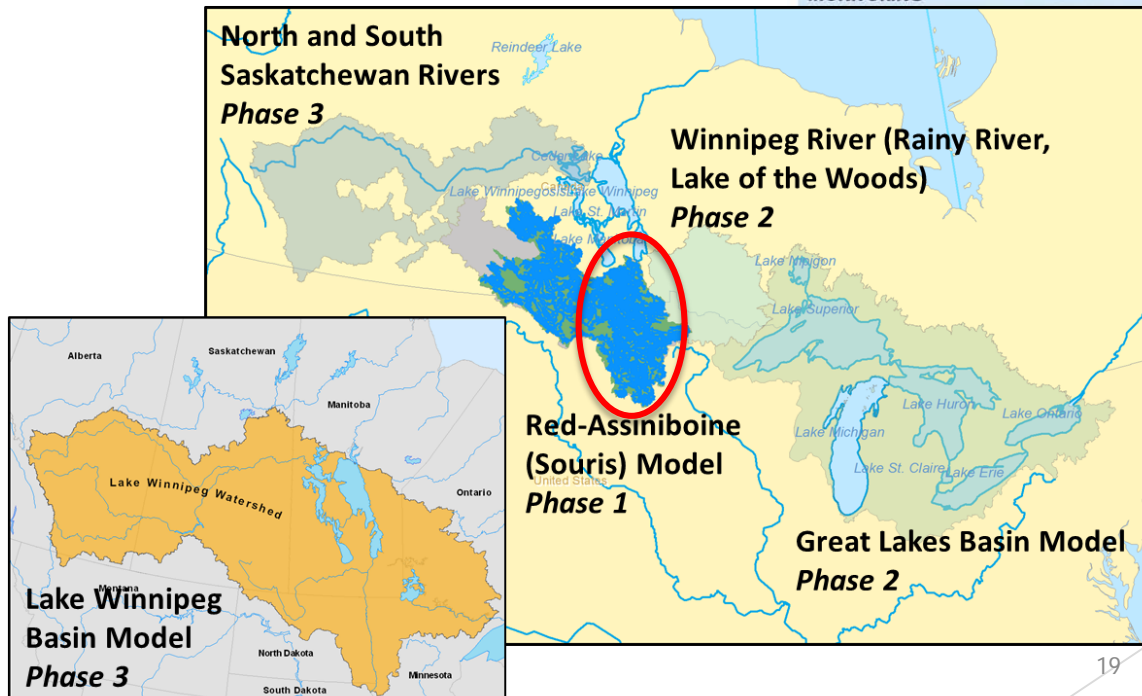 North and South
Saskatchewan Rivers
Phase 3
Reindeer Lake
Winnipeg River (Rainy River,
Lake of the Woods)
Phase 2
Cedar Lake
Lake Winnipegosis
Lake Winnipeg
Lake St. Martin
Lake Manitoba
Lake Nipigon
Lake Superior
Lake Huron
Lake Ontario
Lake Michigan
Lake St. Claire
Lake Erie
Red-Assiniboine
(Souris) Model
United States
Phase 1
Great Lakes Basin Model
Phase 2
Alberta
Saskatchewan
Manitoba
Ontario
Lake Winnipeg Watershed
Montana
Lake Winnipeg
Basin Model
Phase 3
North Dakota
South Dakota
Minnesota
19